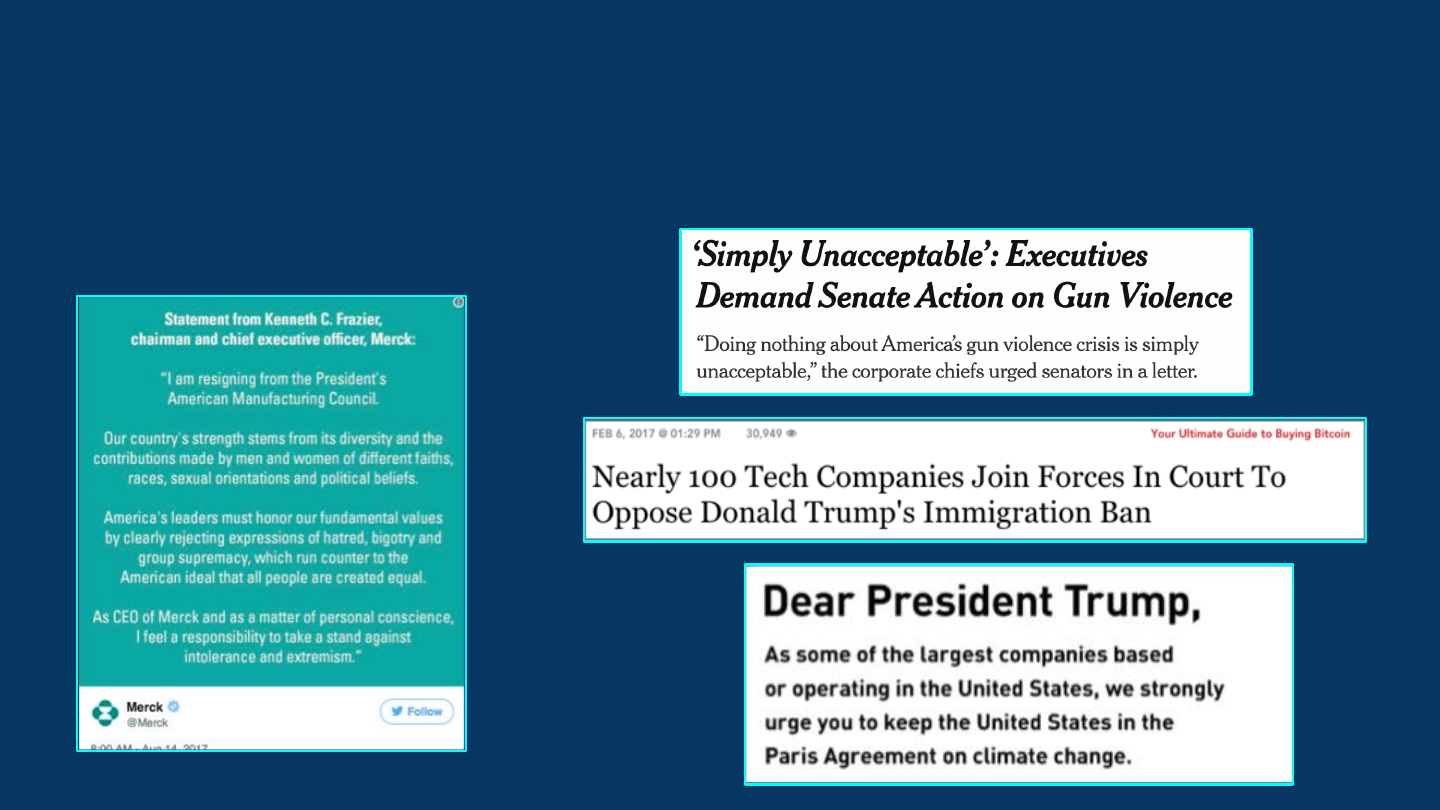 Statement from Kenneth C. Frazier,
chairman and chief executive officer, Merck:
“I am resigning from the President's
American Manufacturing Council.
Our country's strength stems from its diversity and the
contributions made by men and women of different faiths,
races, sexual orientations and political beliefs.
America's leaders must honor our fundamental values
by clearly rejecting expressions of hatred, bigotry and
group supremacy, which run counter to the
American ideal that all people are created equal.
As CEO of Merck and as a matter of personal conscience,
I feel a responsibility to take a stand against
intolerance and extremism.”
Merck
@Merck
Follow
8:00 AM - Aug 14, 2017
‘Simply Unacceptable’: Executives
Demand Senate Action on Gun Violence
“Doing nothing about America’s gun violence crisis is simply
unacceptable,” the corporate chiefs urged senators in a letter.
FEB 6, 2017 @ 01:29 PM 30,949 Your Ultimate Guide to Buying Bitcoin
Nearly 100 Tech Companies Join Forces In Court To
Oppose Donald Trump's Immigration Ban
Dear President Trump,
As some of the largest companies based
or operating in the United States, we strongly
urge you to keep the United States in the
Paris Agreement on climate change.